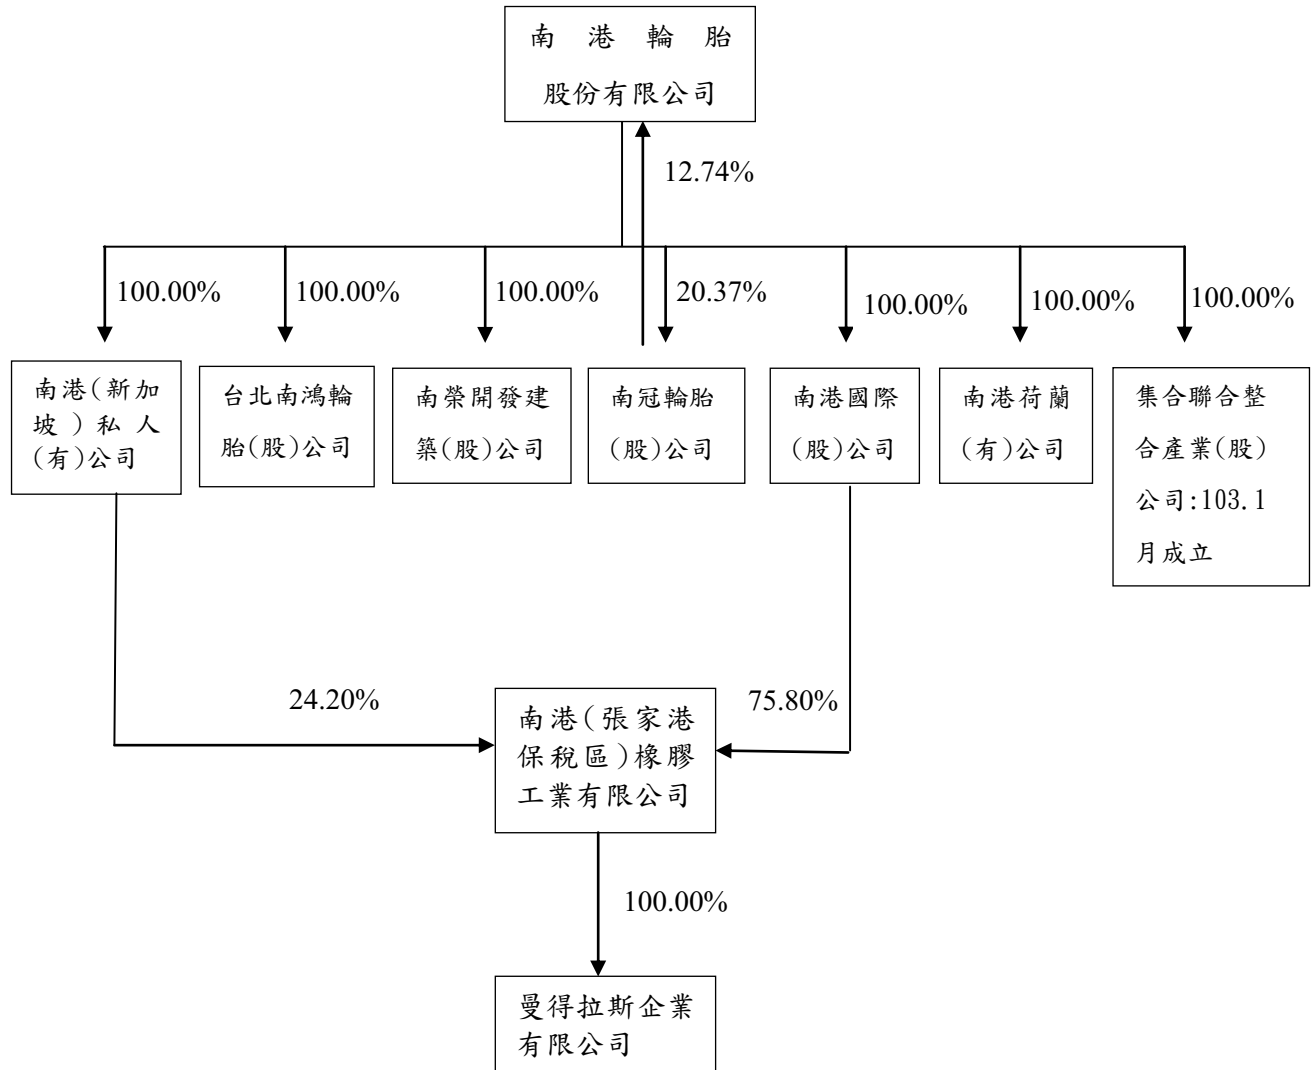 南港輪胎
股份有限公司
12.74%
100.00%
100.00%
100.00%
20.37%
100.00%
100.00%
100.00%
南港(新加
坡)私人
(有)公司
台北南鴻輪
胎(股)公司
南榮開發建
築(股)公司
南冠輪胎
(股)公司
南港國際
(股)公司
南港荷蘭
(有)公司
集合聯合整
合產業(股)
公司:103.1
月成立
24.20%
75.80%
南港(張家港
保稅區)橡膠
工業有限公司
100.00%
曼得拉斯企業
有限公司